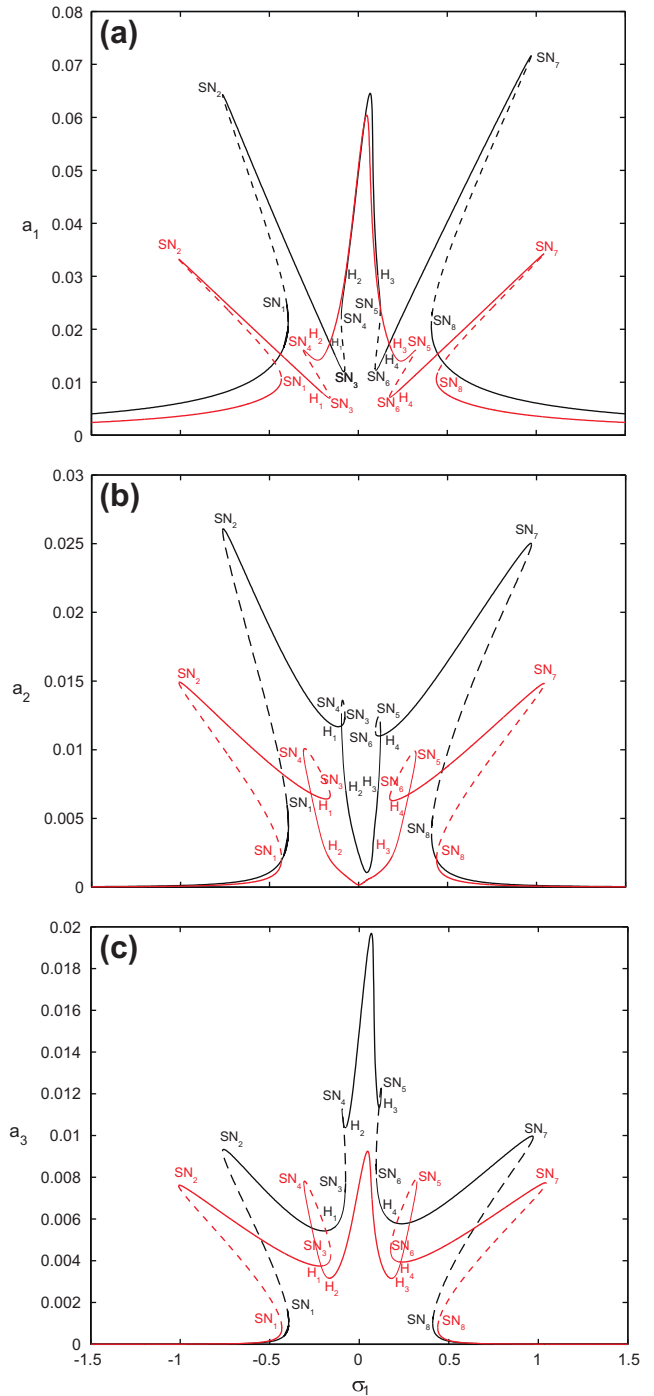 (a)
0.08
0.07
0.06
0.05
0.04
0.03
0.02
0.01
0
a1
SN2
SN7
SN2
SN7
H2
H3
SN1
SN5
SN4
SN8
H2
H
SN4
H3
SN5
H4
SN3
SN6
SN1
SN8
H1
SN3
SN6
H4
(b)
0.03
0.025
0.02
0.015
0.01
0.005
0
a2
SN2
SN7
SN2
SN7
SN4
SN3
SN5
H1
SN6
H4
SN4
SN5
SN3
H2
H3
SN6
SN1
H1
H4
SN8
H2
H3
SN1
SN8
(c)
0.02
0.018
0.016
0.014
0.012
0.01
0.008
0.006
0.004
0.002
0
a3
SN4
SN5
H3
H2
SN2
SN7
SN2
SN4
SN3
SN6
SN5
SN7
H1
H4
SN3
SN6
H1
H2
H4
H3
SN1
SN1
SN8
SN8
-1.5
-1
-0.5
0
0.5
1
1.5
σ1